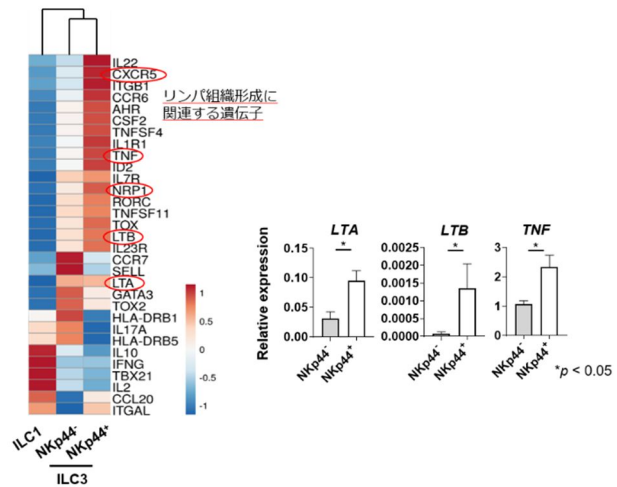 IL22
CXCR5
ITGB1
CCR6
AHR
CSF2
TNFSF4
IL1R1
TNF
ID2
IL7R
NRP1
RORC
TNFSF11
TOX
LTB
IL23R
CCR7
SELL
LTA
GATA3
TOX2
HLA-DRB1
IL17A
HLA-DRB5
IL10
IFNG
TBX21
IL2
CCL20
ITGAL
リンパ組織形成に
関連する遺伝子
1
0.5
0
-0.5
-1
ILC1
NKp44-
NKp44+
ILC3
Relative expression
LTA
*
0.15
0.10
0.05
0.00
NKp44-
NKp44+
LTB
*
0.0025
0.0020
0.0015
0.0010
0.0005
0.0000
NKp44-
NKp44+
TNF
*
3
2
1
0
NKp44-
NKp44+
*p < 0.05